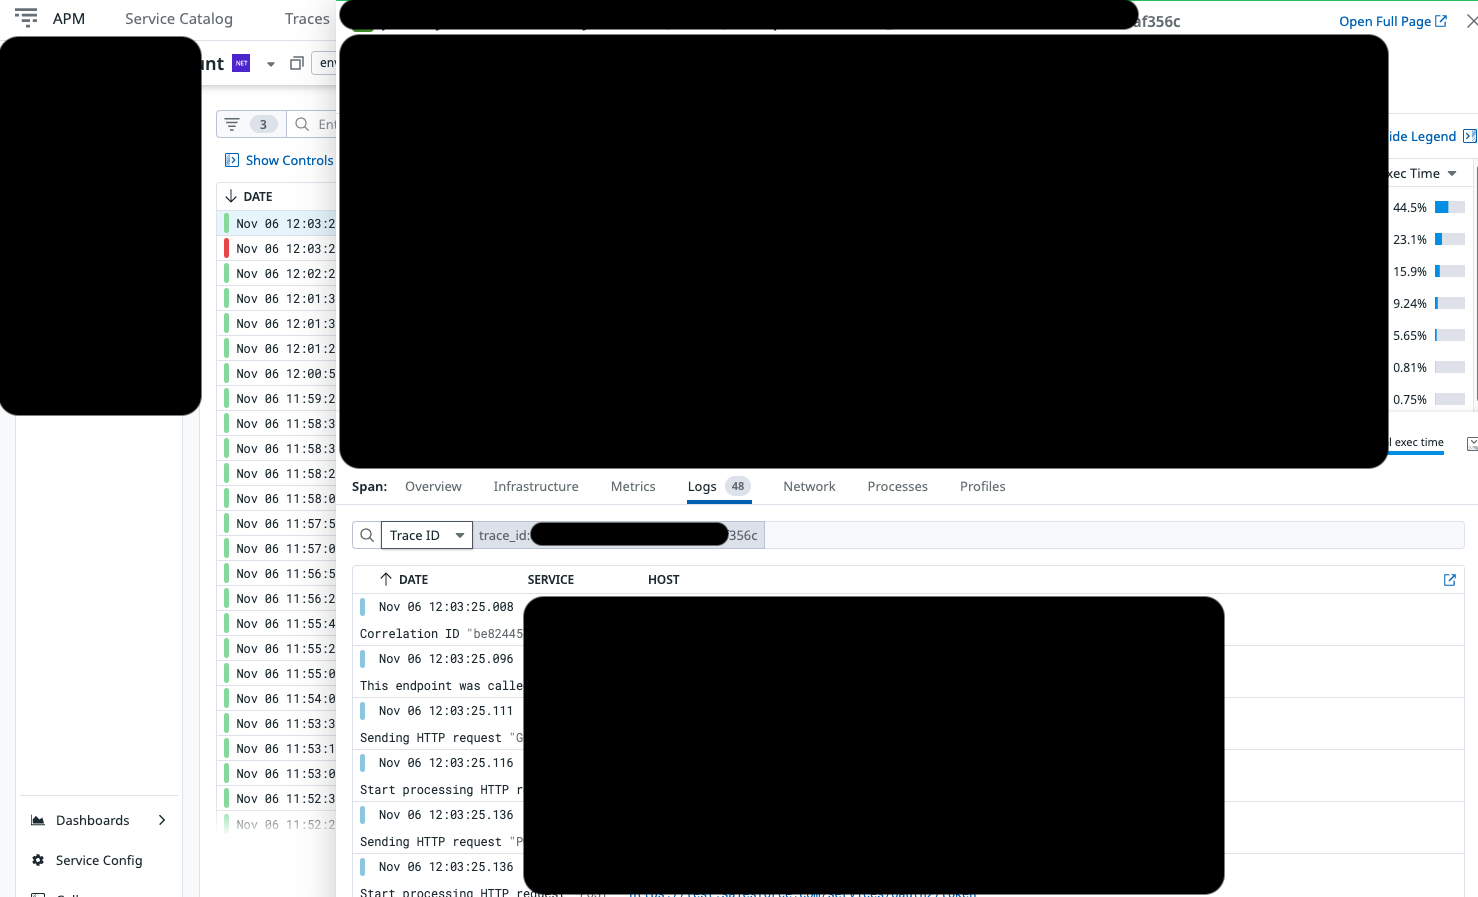 APM Service Catalog Traces
af356c Open Full Page
unt NET env
3 Ent
ide Legend
Show Controls
xec Time
DATE
44.5%
Nov 06 12:03:2
23.1%
Nov 06 12:03:2
15.9%
Nov 06 12:02:2
9.24%
Nov 06 12:01:3
5.65%
Nov 06 12:01:3
0.81%
Nov 06 12:01:2
0.75%
Nov 06 12:00:5
Nov 06 11:59:2
Nov 06 11:58:3
l exec time
Nov 06 11:58:3
Nov 06 11:58:2
Nov 06 11:58:0
Nov 06 11:57:5
Nov 06 11:57:0
Nov 06 11:56:5
Nov 06 11:56:2
Nov 06 11:55:4
Nov 06 11:55:2
Nov 06 11:55:0
Nov 06 11:54:0
Nov 06 11:53:3
Nov 06 11:53:1
Nov 06 11:53:0
Nov 06 11:52:3
Nov 06 11:52:2
Span: Overview Infrastructure Metrics Logs 48 Network Processes Profiles
Trace ID trace_id: 356c
DATE SERVICE HOST
Nov 06 12:03:25.008
Correlation ID "be82445
Nov 06 12:03:25.096
This endpoint was calle
Nov 06 12:03:25.111
Sending HTTP request "G
Nov 06 12:03:25.116
Start processing HTTP r
Nov 06 12:03:25.136
Sending HTTP request "P
Nov 06 12:03:25.136
Start processing HTTP request
Dashboards
Service Config